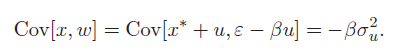 Cov[x, w] = Cov[x* + u, ε − βu] = −βσ²ᵤ.